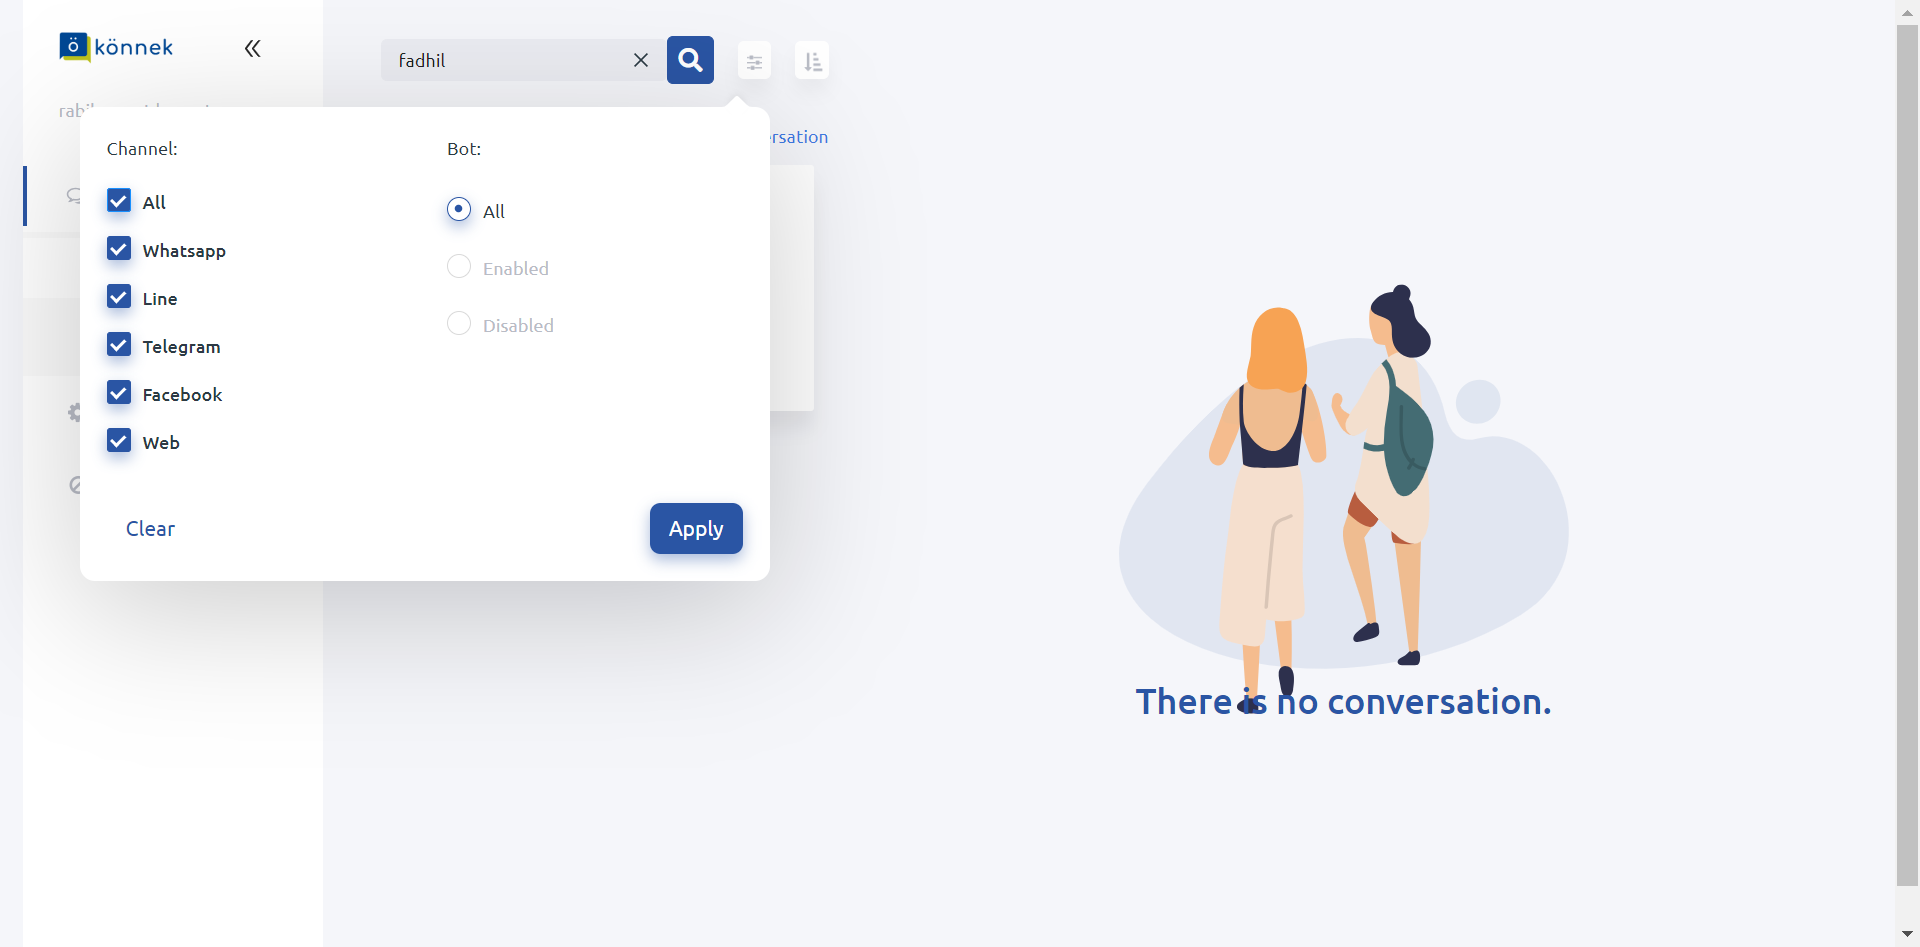 ö könnek
fadhil
Channel:
Bot:
All
Whatsapp
Line
Telegram
Facebook
Web
All
Enabled
Disabled
Clear
Apply
There is no conversation.